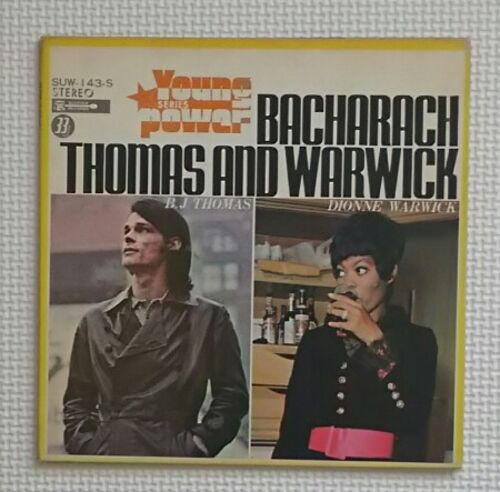 SUW-143-S
STEREO
33
Young
SERIES
power
BACHARACH
THOMAS AND WARWICK
B.J THOMAS
DIONNE WARWICK